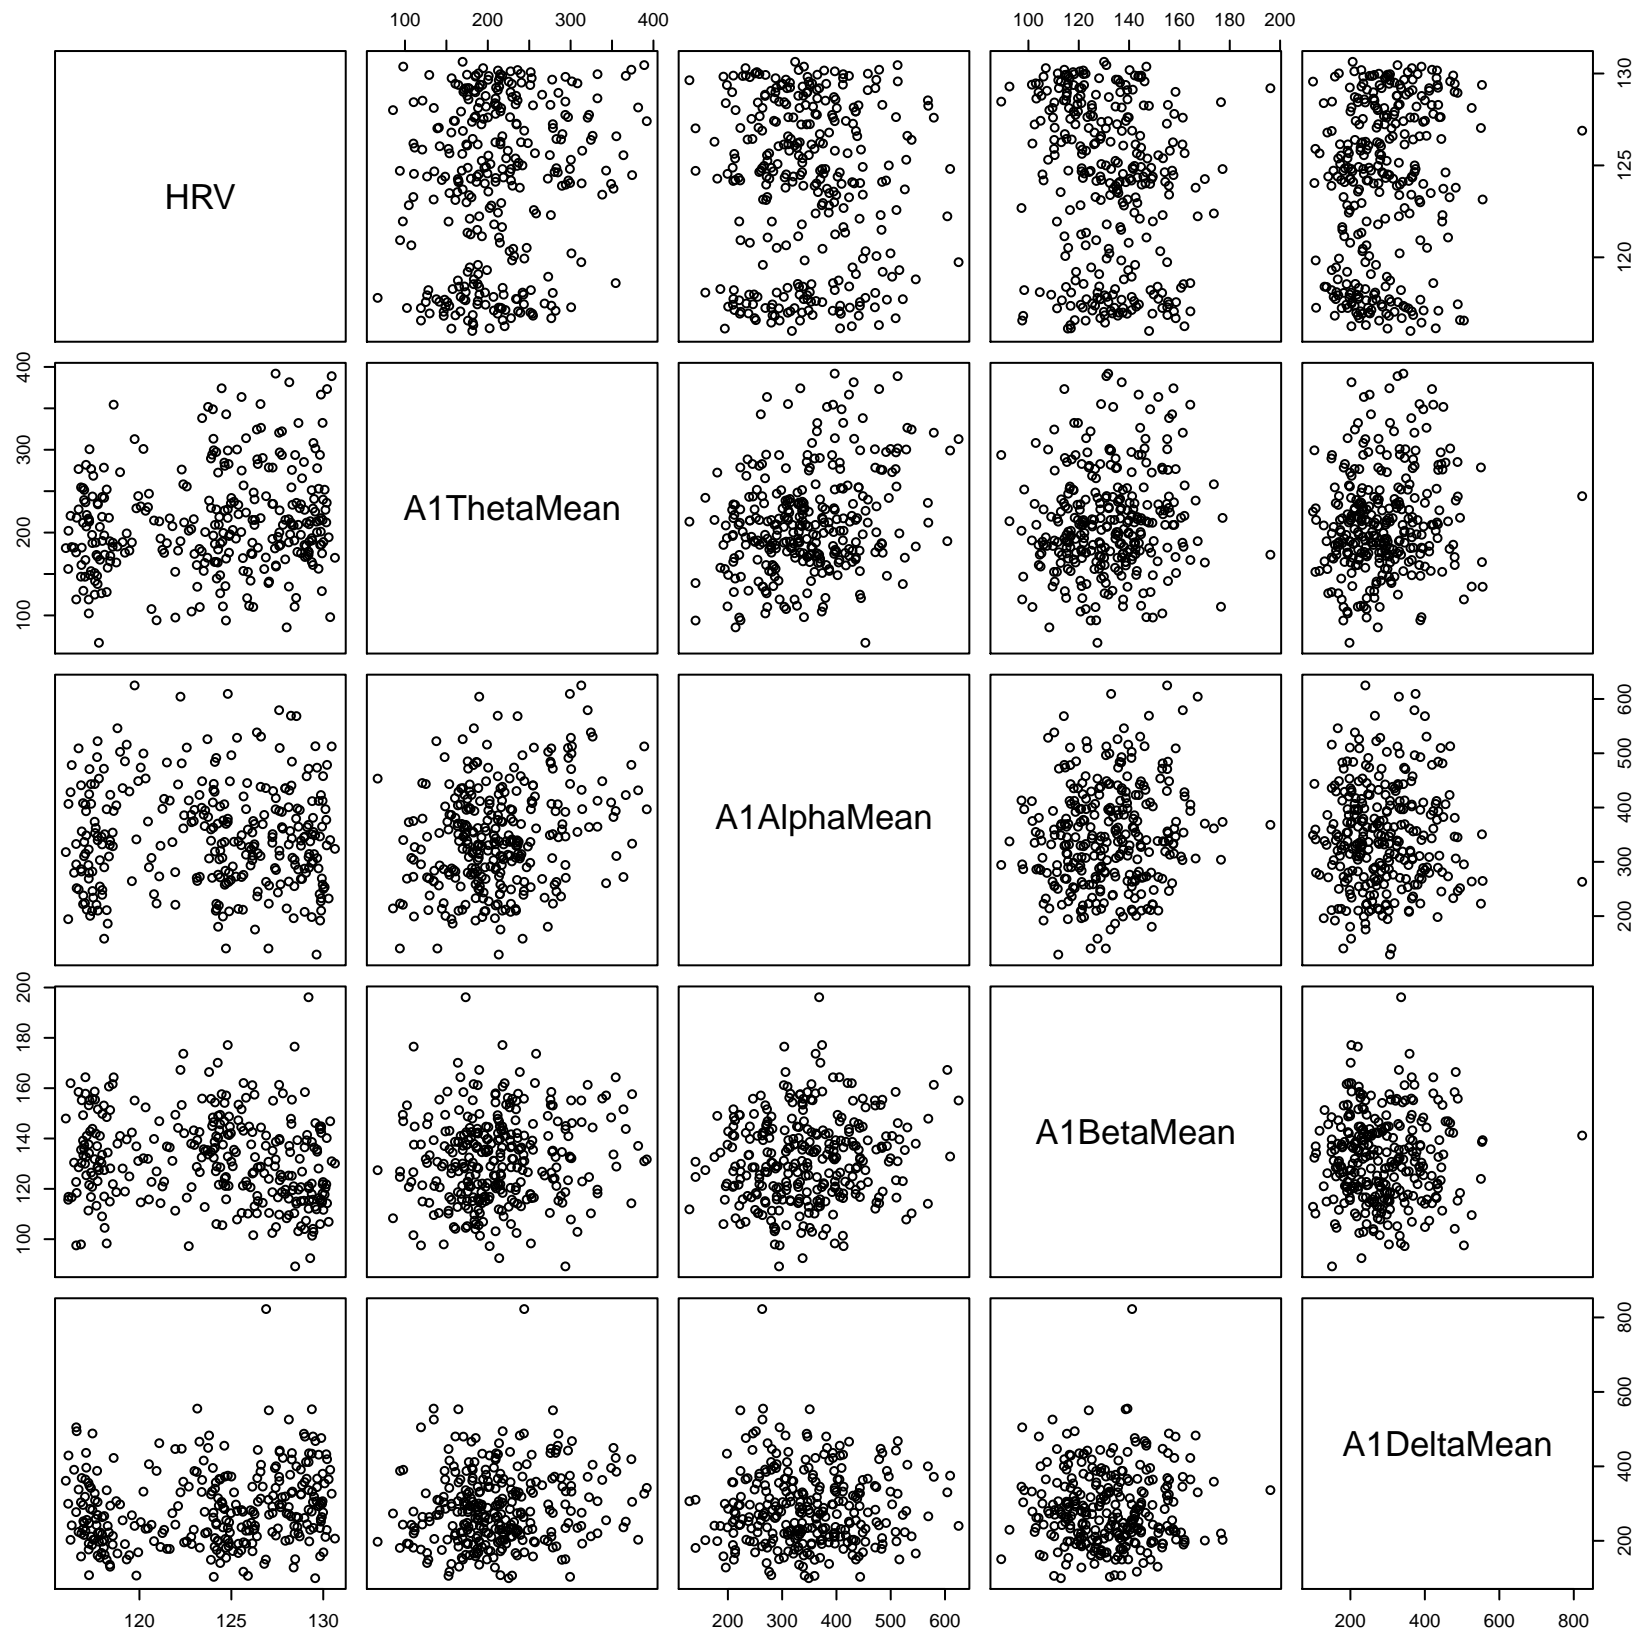 100 200 300 400 100 120 140 160 180 200
HRV
120 125 130
100 200 300 400
A1ThetaMean
A1AlphaMean
200 300 400 500 600
100 120 140 160 180 200
A1BetaMean
A1DeltaMean
200 400 600 800
120 125 130 200 300 400 500 600 200 400 600 800